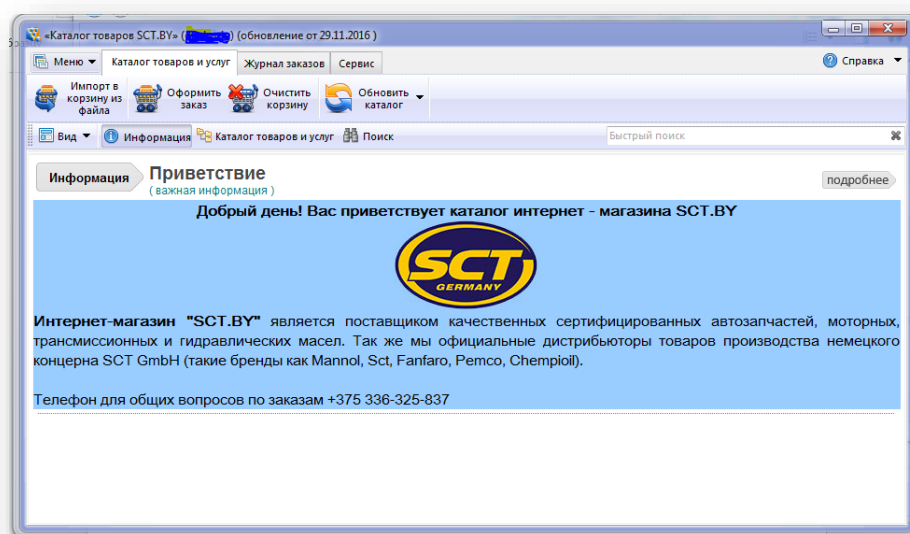 «Каталог товаров SCT.BY» ( ) (обновление от 29.11.2016 )
Меню Каталог товаров и услуг Журнал заказов Сервис Справка
Импорт в корзину из файла
Оформить заказ
Очистить корзину
Обновить каталог
Вид Информация Каталог товаров и услуг Поиск Быстрый поиск
Информация
Приветствие
( важная информация )
подробнее
Добрый день! Вас приветствует каталог интернет - магазина SCT.BY
SCT
GERMANY
Интернет-магазин "SCT.BY" является поставщиком качественных сертифицированных автозапчастей, моторных,
трансмиссионных и гидравлических масел. Так же мы официальные дистрибьюторы товаров производства немецкого
концерна SCT GmbH (такие бренды как Mannol, Sct, Fanfaro, Pemco, Chempioil).
Телефон для общих вопросов по заказам +375 336-325-837